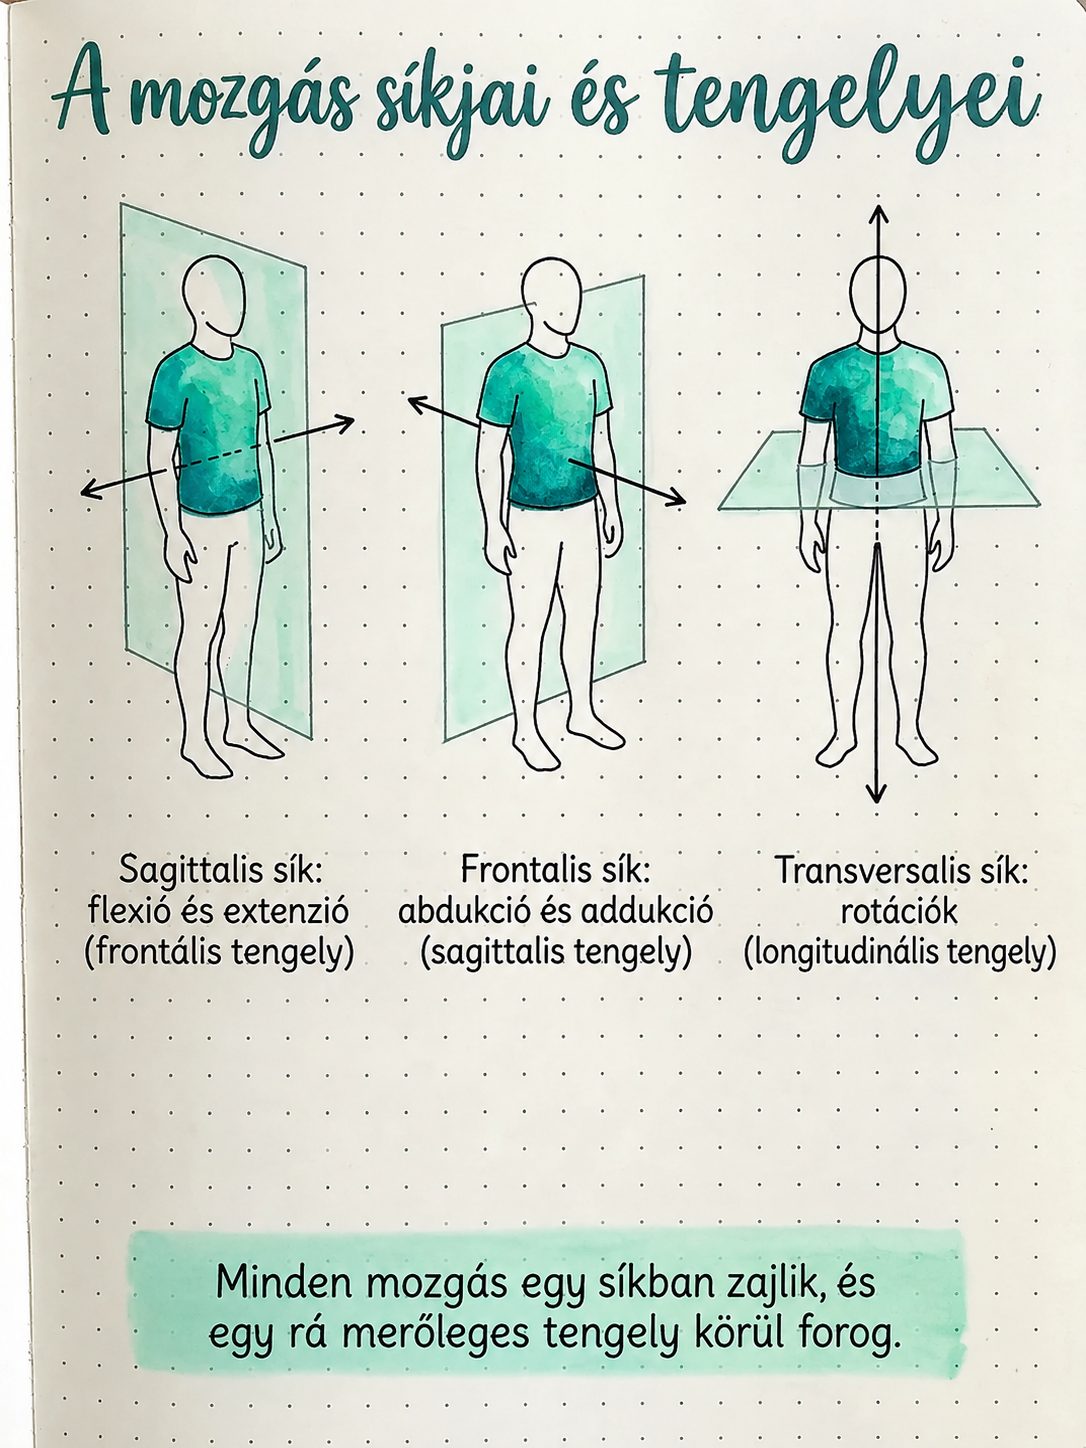 A mozgás síkjai és tengelyei
Sagittalis sík:
flexió és extenzió
(frontális tengely)
Frontalis sík:
abdukció és addukció
(sagittalis tengely)
Transversalis sík:
rotációk
(longitudinális tengely)
Minden mozgás egy síkban zajlik, és
egy rá merőleges tengely körül forog.